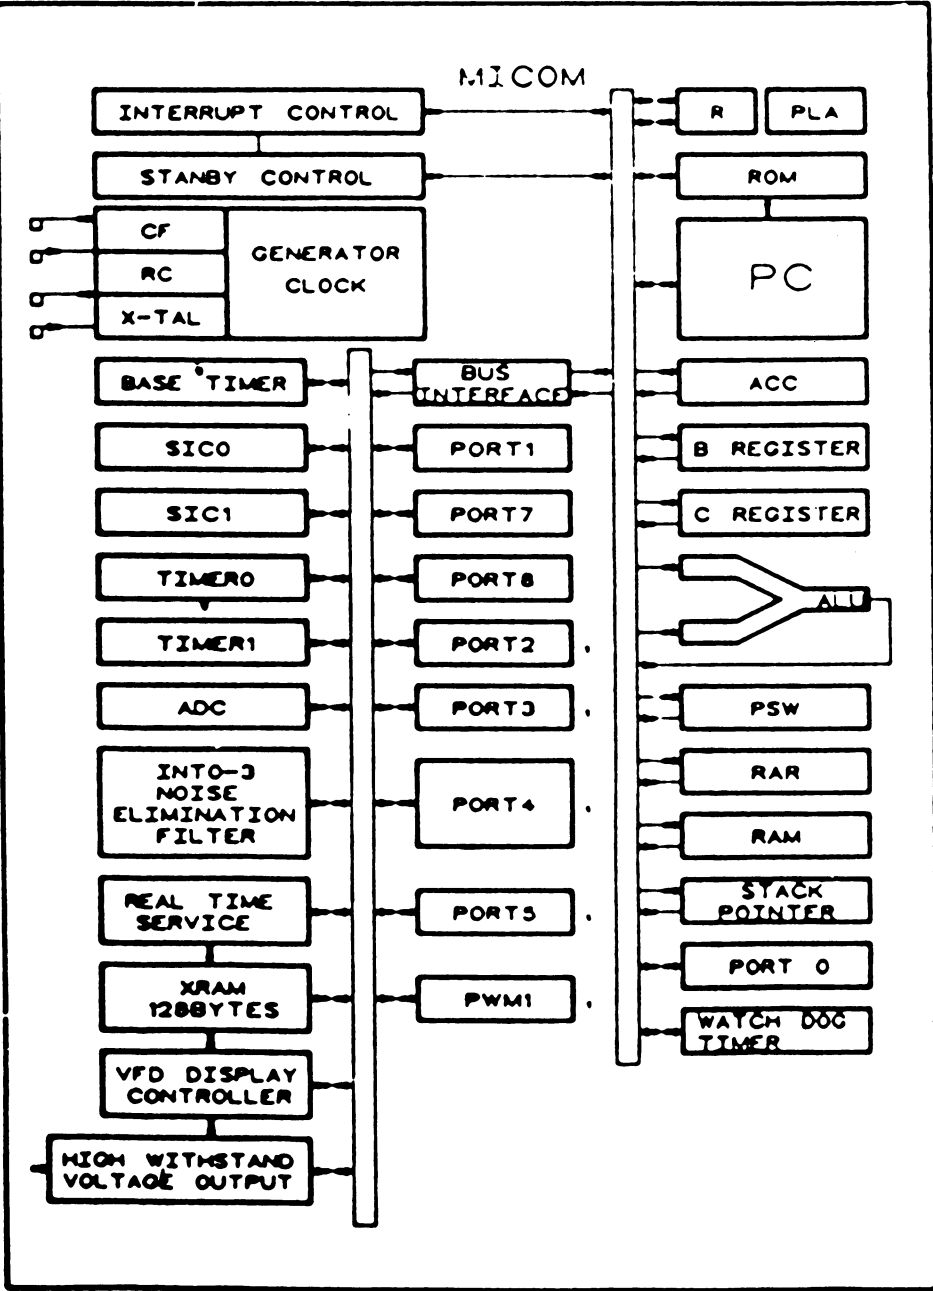 MICOM
INTERRUPT CONTROL
R
PLA
STANBY CONTROL
ROM
CF
RC
X-TAL
GENERATOR
CLOCK
PC
BASE TIMER
BUS
INTERFACE
ACC
SIC0
PORT1
B REGISTER
SIC1
PORT7
C REGISTER
TIMER0
PORT8
ALU
TIMER1
PORT2
ADC
PORT3
PSW
INTO-3
NOISE
ELIMINATION
FILTER
PORT4
RAR
RAM
REAL TIME
SERVICE
PORT5
STACK
POINTER
XRAM
128BYTES
PWM1
PORT 0
WATCH DOG
TIMER
VFD DISPLAY
CONTROLLER
HIGH WITHSTAND
VOLTAGE OUTPUT